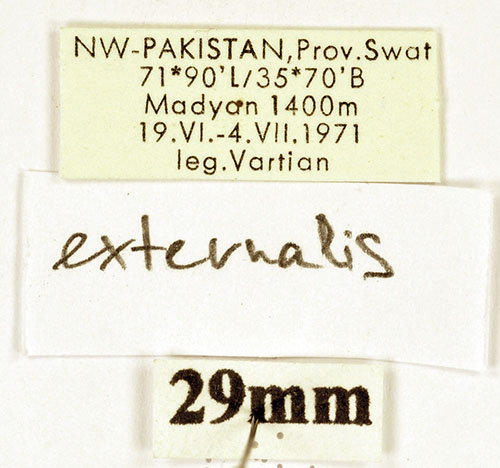 NW-PAKISTAN,Prov.Swat
71*90'L/35*70'B
Madyan 1400m
19.VI.-4.VII.1971
leg.Vartian
externalis
29mm